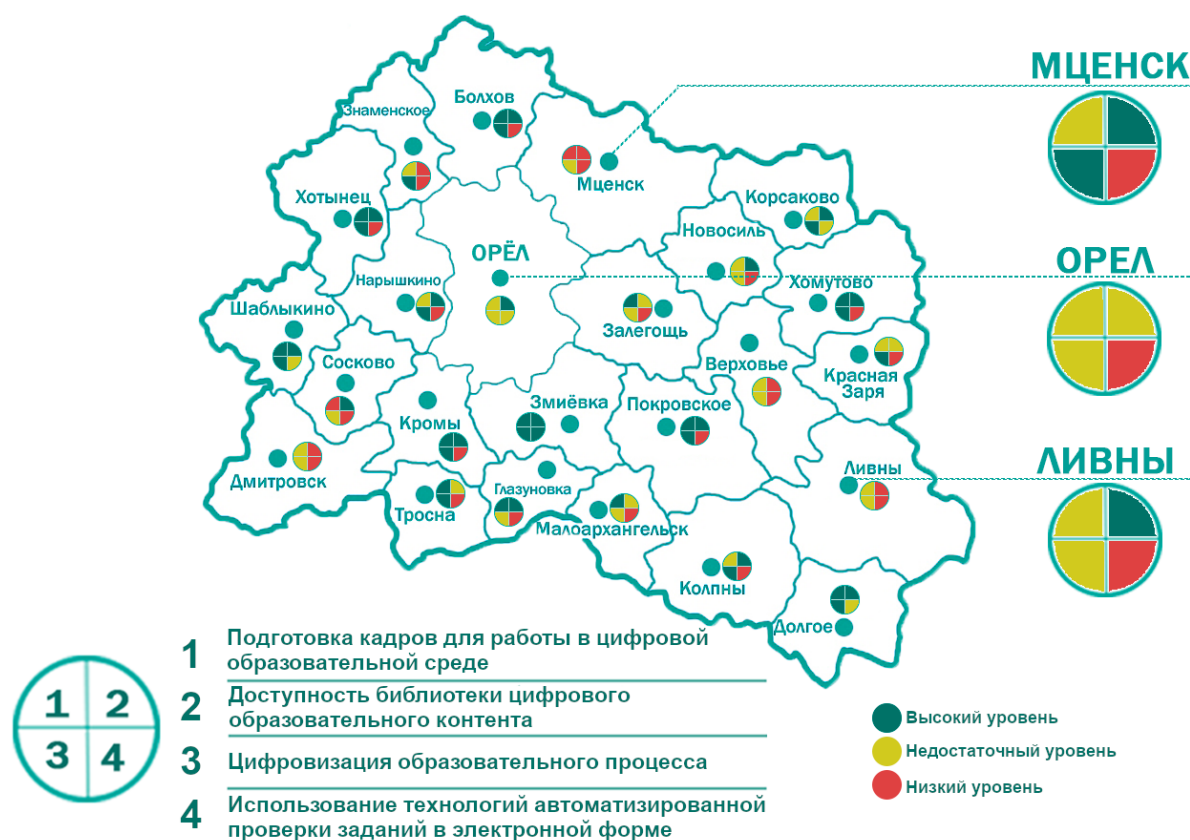 МЦЕНСК
Болхов
Знаменское
Мценск
Хотынец
Корсаково
Новосиль
ОРЁЛ
ОРЕЛ
Нарышкино
Хомутово
Шаблыкино
Залегощь
Сосково
Верховье
Красная
Заря
Змиёвка
Покровское
Кромы
ЛИВНЫ
Ливны
Дмитровск
Глазуновка
Тросна
Малоархангельск
Колпны
Долгое
1 2
3 4
1 Подготовка кадров для работы в цифровой
образовательной среде
2 Доступность библиотеки цифрового
образовательного контента
3 Цифровизация образовательного процесса
4 Использование технологий автоматизированной
проверки заданий в электронной форме
Высокий уровень
Недостаточный уровень
Низкий уровень